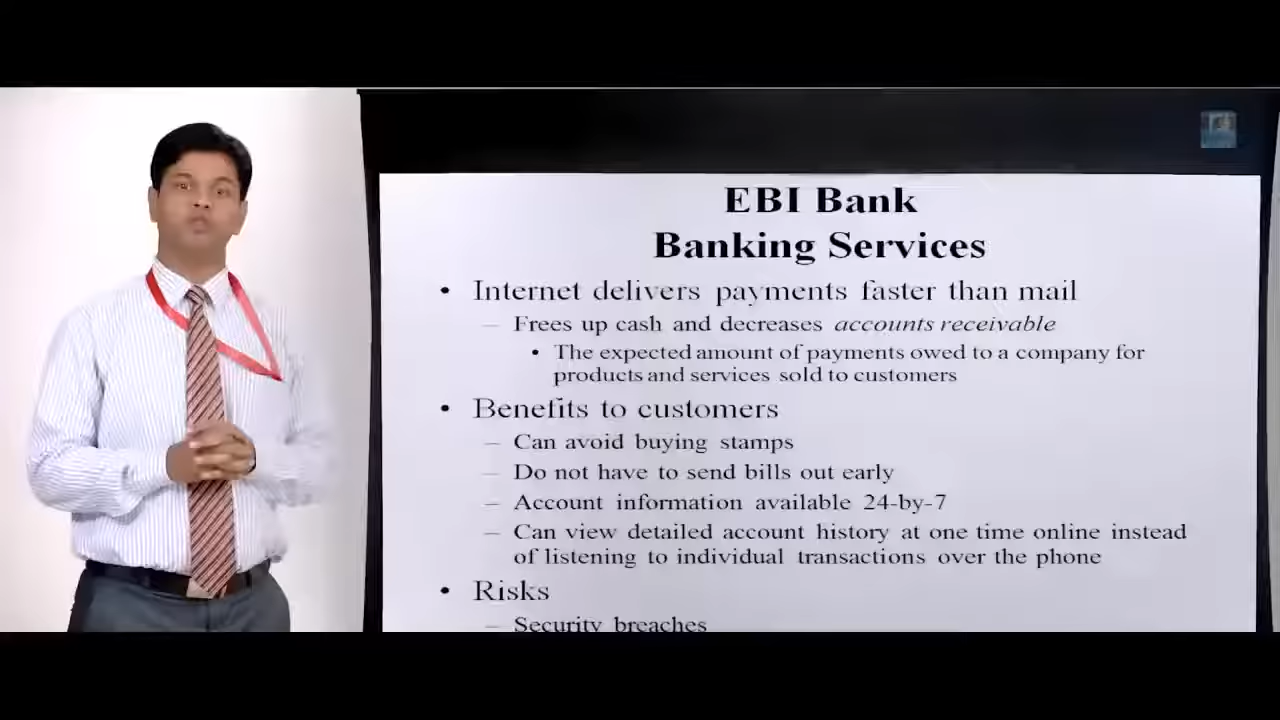 EBI Bank
Banking Services
• Internet delivers payments faster than mail
– Frees up cash and decreases accounts receivable
• The expected amount of payments owed to a company for
products and services sold to customers
• Benefits to customers
– Can avoid buying stamps
– Do not have to send bills out early
– Account information available 24-by-7
– Can view detailed account history at one time online instead
of listening to individual transactions over the phone
• Risks
– Security breaches